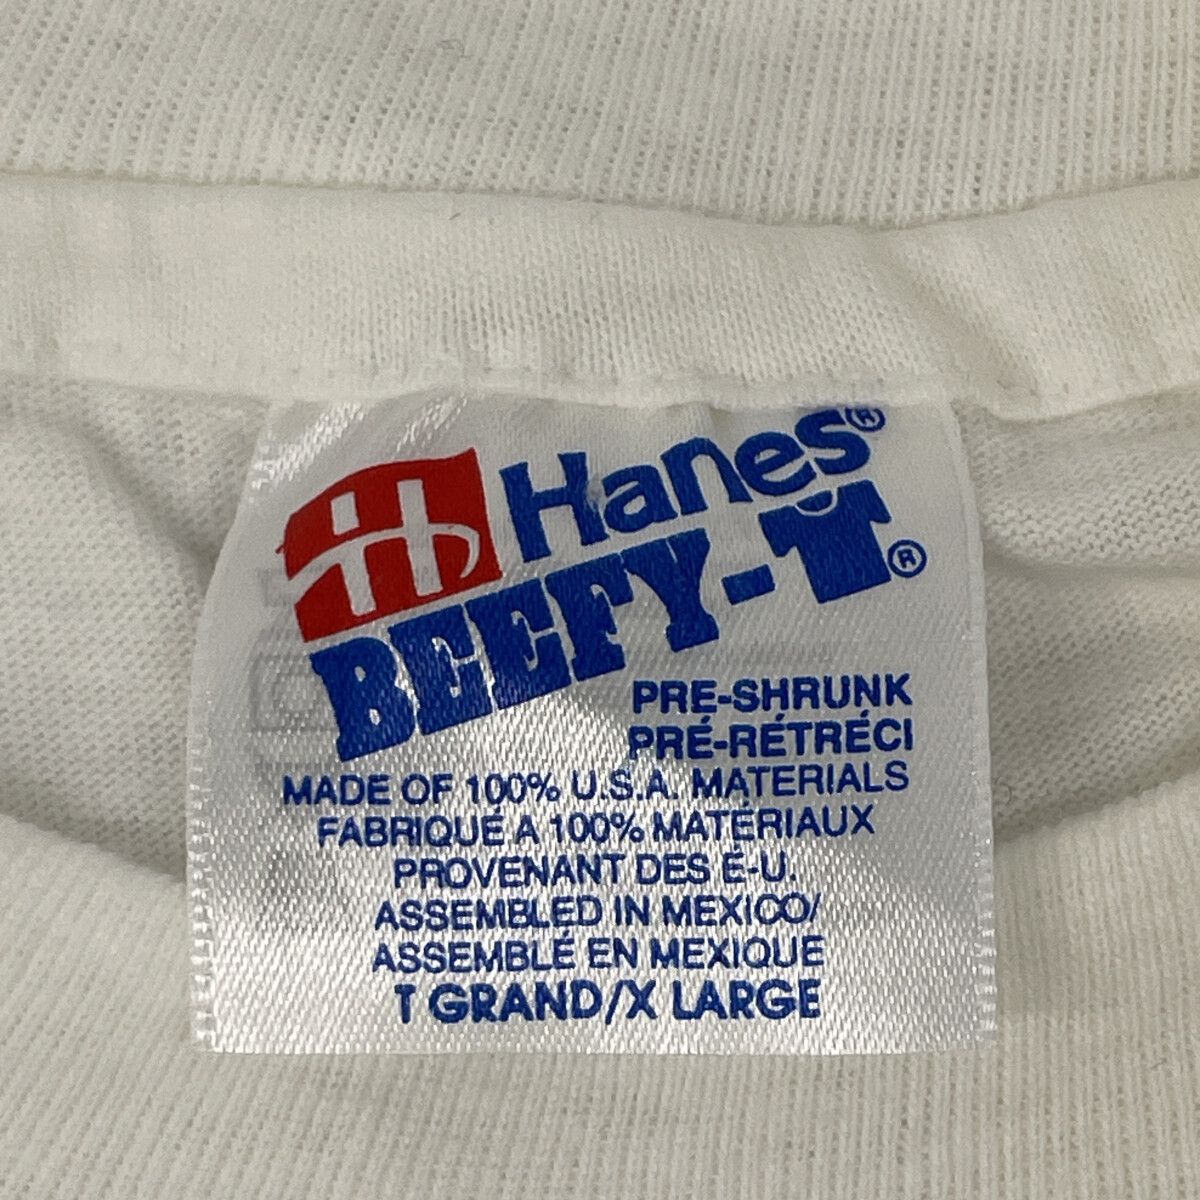 Hanes®
BEEFY-T®
PRE-SHRUNK
PRÉ-RÉTRÉCI
MADE OF 100% U.S.A. MATERIALS
FABRIQUÉ A 100% MATÉRIAUX
PROVENANT DES É-U.
ASSEMBLED IN MEXICO/
ASSEMBLÉ EN MEXIQUE
T GRAND/X LARGE